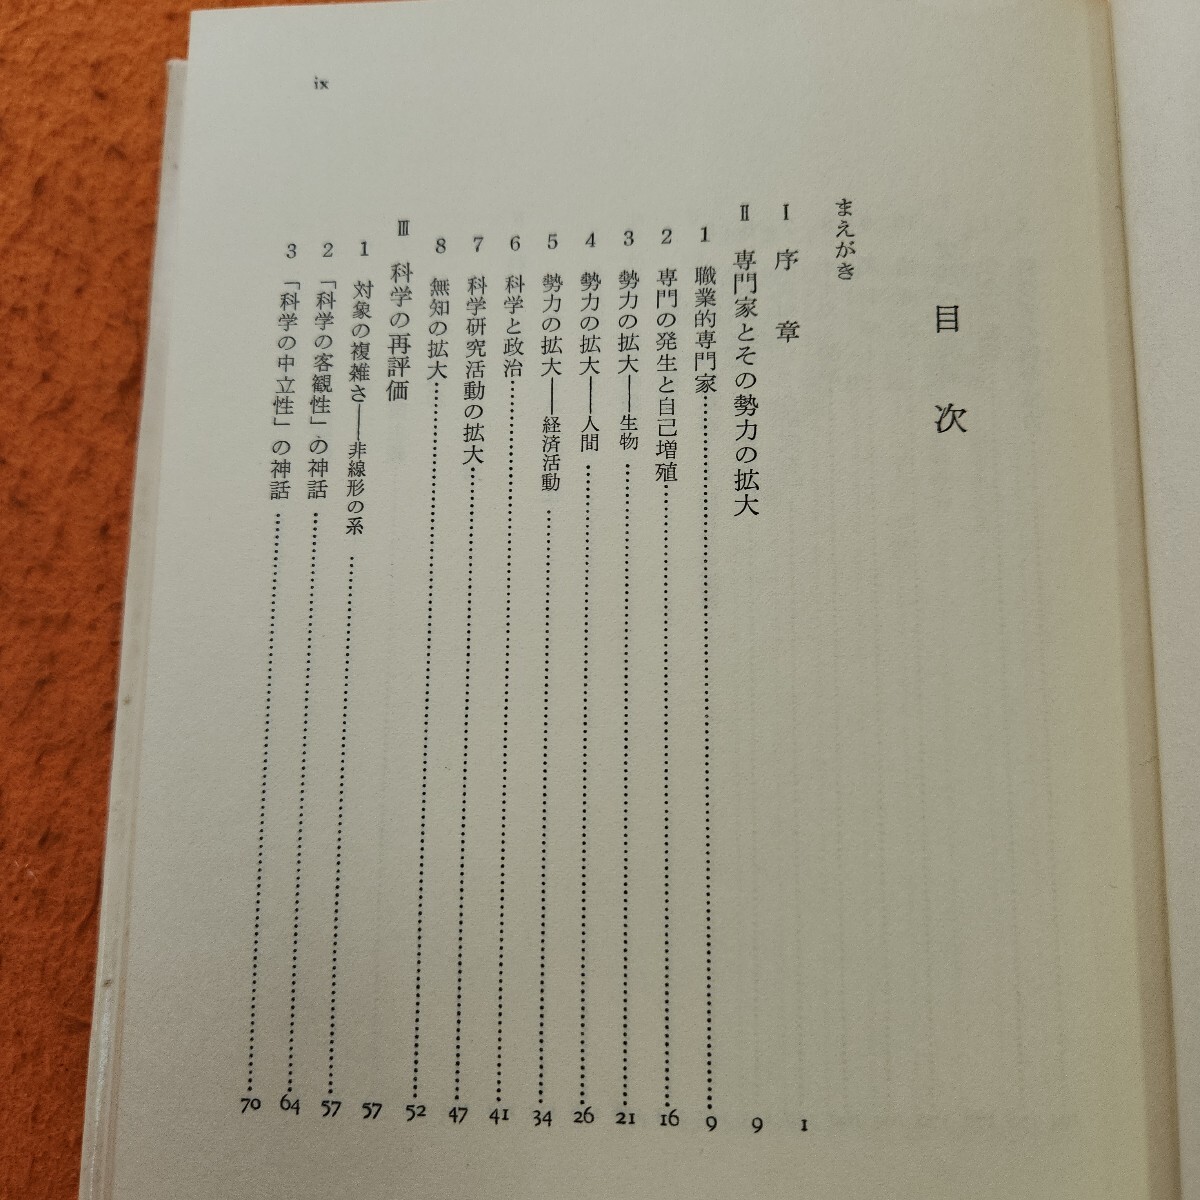 目次
まえがき
Ⅰ 序章 1
Ⅱ 専門家とその勢力の拡大 9
1 職業的専門家 9
2 専門の発生と自己増殖 16
3 勢力の拡大――生物 21
4 勢力の拡大――人間 26
5 勢力の拡大――経済活動 34
6 科学と政治 41
7 科学研究活動の拡大 47
8 無知の拡大 52
Ⅲ 科学の再評価 57
1 対象の複雑さ――非線形の系 57
2 「科学の客観性」の神話 64
3 「科学の中立性」の神話 70
ix